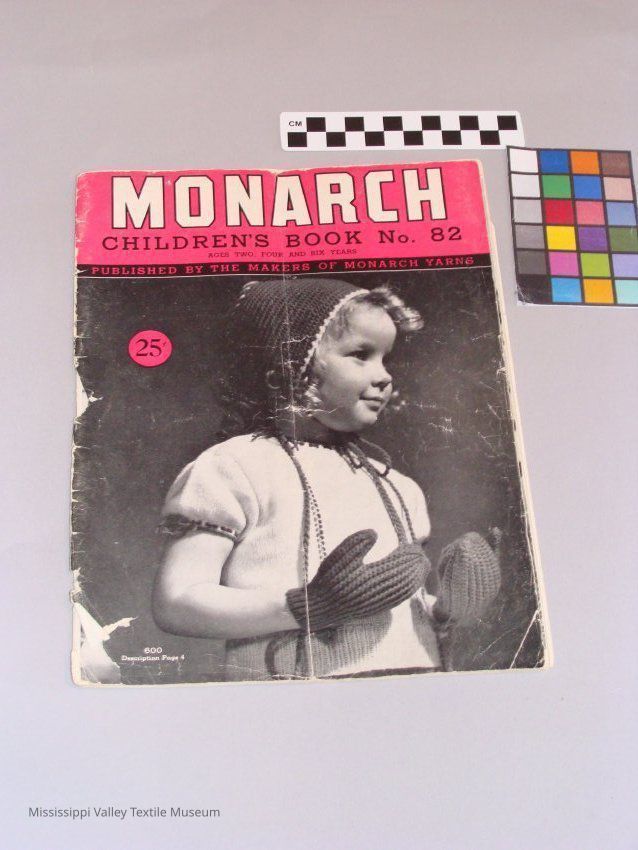 CM
MONARCH
CHILDREN'S BOOK No. 82
AGES TWO, FOUR AND SIX YEARS
PUBLISHED BY THE MAKERS OF MONARCH YARNS
25¢
600
Description Page 4
Mississippi Valley Textile Museum